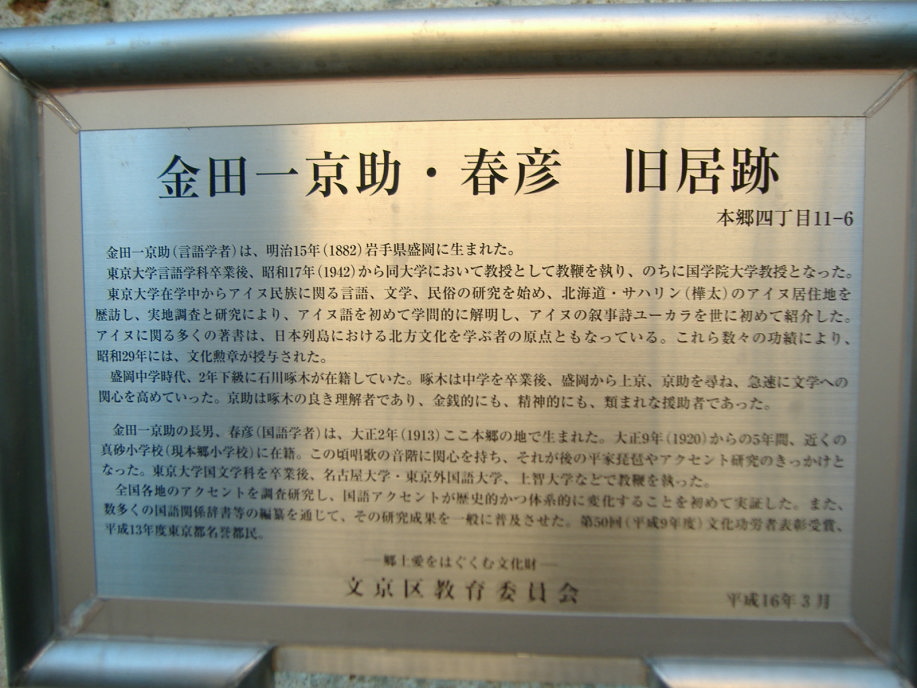 金田一京助・春彦　旧居跡
本郷四丁目11-6
金田一京助(言語学者)は、明治15年(1882)岩手県盛岡に生まれた。
東京大学言語学科卒業後、昭和17年(1942)から同大学において教授として教鞭を執り、のちに国学院大学教授となった。
東京大学在学中からアイヌ民族に関る言語、文学、民俗の研究を始め、北海道・サハリン(樺太)のアイヌ居住地を
歴訪し、実地調査と研究により、アイヌ語を初めて学問的に解明し、アイヌの叙事詩ユーカラを世に初めて紹介した。
アイヌに関る多くの著書は、日本列島における北方文化を学ぶ者の原点ともなっている。これら数々の功績により、
昭和29年には、文化勲章が授与された。
盛岡中学時代、2年下級に石川啄木が在籍していた。啄木は中学を卒業後、盛岡から上京、京助を尋ね、急速に文学への
関心を高めていった。京助は啄木の良き理解者であり、金銭的にも、精神的にも、類まれな援助者であった。
金田一京助の長男、春彦(国語学者)は、大正2年(1913)ここ本郷の地で生まれた。大正9年(1920)からの5年間、近くの
真砂小学校(現本郷小学校)に在籍。この頃唱歌の音階に関心を持ち、それが後の平家琵琶やアクセント研究のきっかけと
なった。東京大学国文学科を卒業後、名古屋大学・東京外国語大学、上智大学などで教鞭を執った。
全国各地のアクセントを調査研究し、国語アクセントが歴史的かつ体系的に変化することを初めて実証した。また、
数多くの国語関係辞書等の編纂を通じて、その研究成果を一般に普及させた。第50回(平成9年度)文化功労者表彰受賞、
平成13年度東京都名誉都民。
―郷土愛をはぐくむ文化財―
文京区教育委員会
平成16年3月